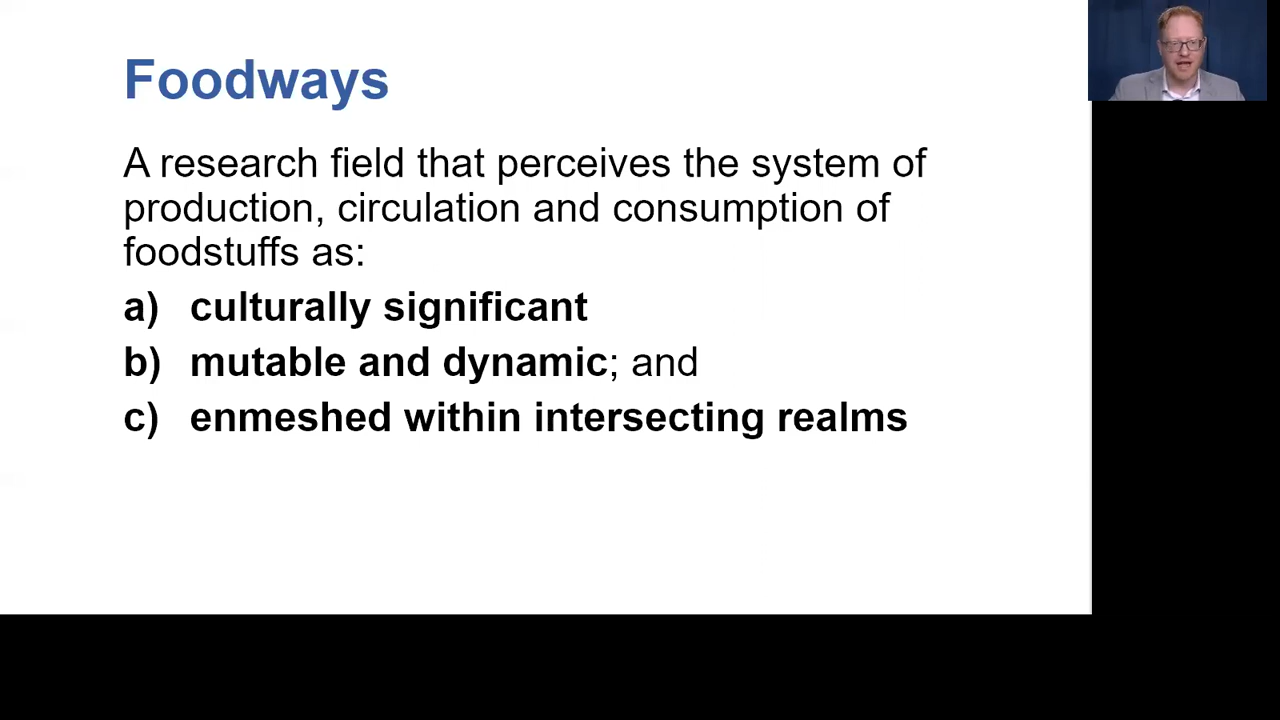 Foodways
A research field that perceives the system of
production, circulation and consumption of
foodstuffs as:
a) culturally significant
b) mutable and dynamic; and
c) enmeshed within intersecting realms